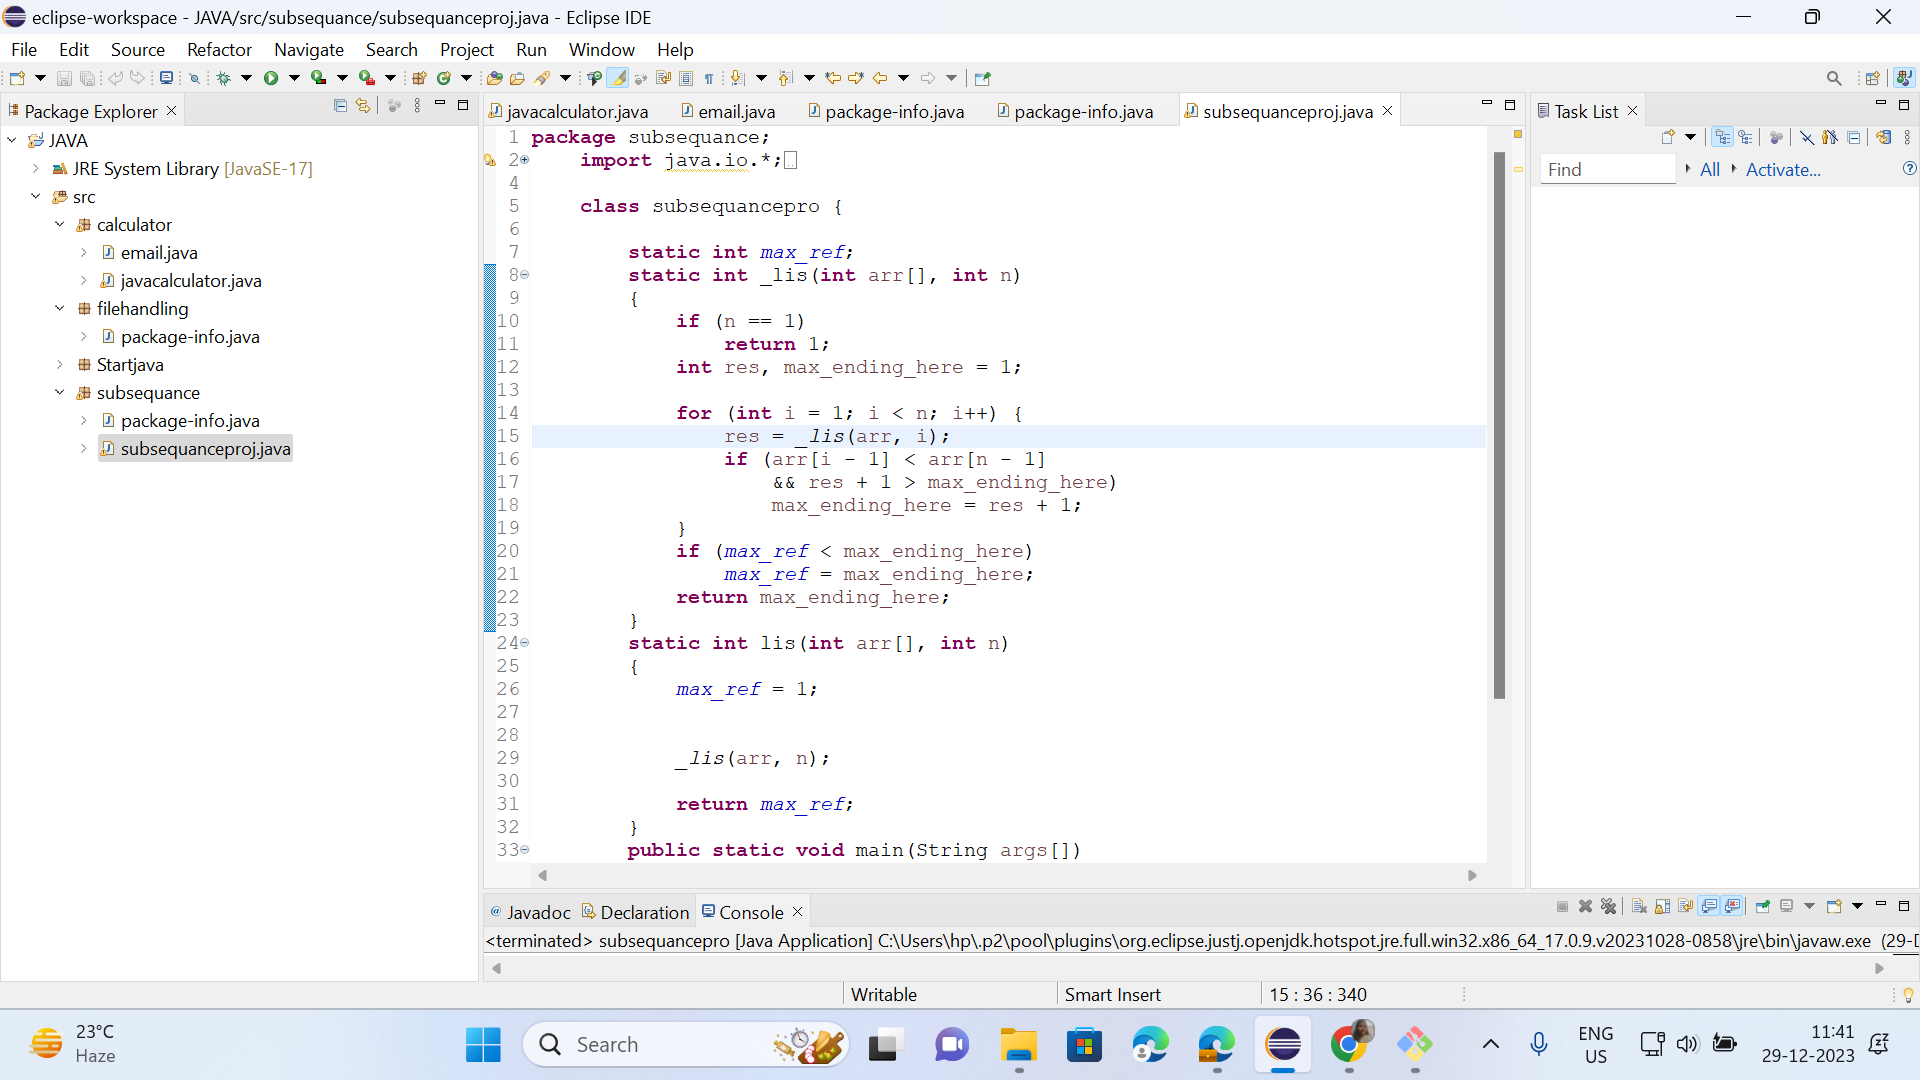 eclipse-workspace - JAVA/src/subsequance/subsequanceproj.java - Eclipse IDE
File Edit Source Refactor Navigate Search Project Run Window Help
Package Explorer
JAVA
JRE System Library [JavaSE-17]
src
calculator
email.java
javacalculator.java
filehandling
package-info.java
Startjava
subsequance
package-info.java
subsequanceproj.java
javacalculator.java email.java package-info.java package-info.java subsequanceproj.java
1 package subsequance;
2 import java.io.*;
4
5 class subsequancepro {
6
7 static int max_ref;
8 static int _lis(int arr[], int n)
9 {
10 if (n == 1)
11 return 1;
12 int res, max_ending_here = 1;
13
14 for (int i = 1; i < n; i++) {
15 res = _lis(arr, i);
16 if (arr[i - 1] < arr[n - 1]
17 && res + 1 > max_ending_here)
18 max_ending_here = res + 1;
19 }
20 if (max_ref < max_ending_here)
21 max_ref = max_ending_here;
22 return max_ending_here;
23 }
24 static int lis(int arr[], int n)
25 {
26 max_ref = 1;
27
28
29 _lis(arr, n);
30
31 return max_ref;
32 }
33 public static void main(String args[])
Task List
Find All Activate...
Javadoc Declaration Console
<terminated> subsequancepro [Java Application] C:\Users\hp\.p2\pool\plugins\org.eclipse.justj.openjdk.hotspot.jre.full.win32.x86_64_17.0.9.v20231028-0858\jre\bin\javaw.exe (29-D
Writable Smart Insert 15 : 36 : 340
23°C
Haze
Search
ENG
US
11:41
29-12-2023